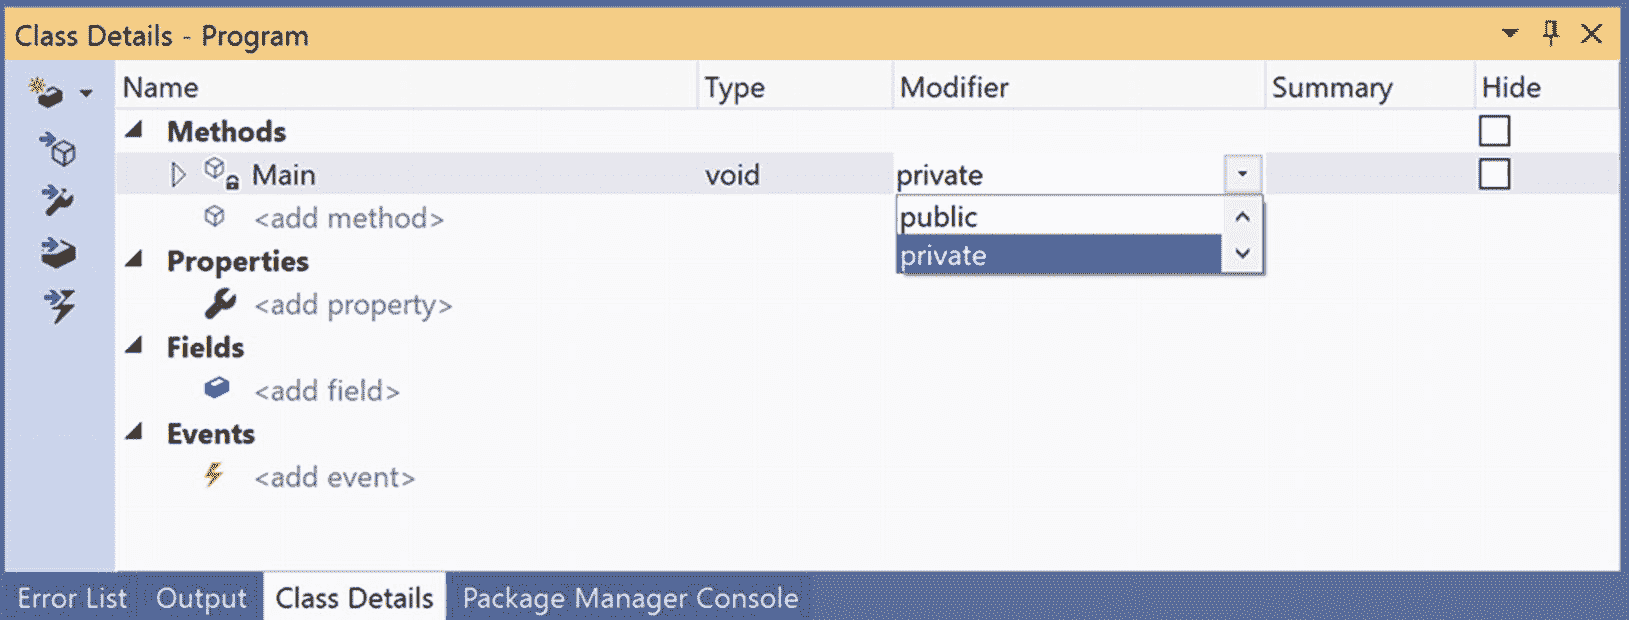 Class Details - Program
Name Type Modifier Summary Hide
Methods
Main void private
public
<add method>
private
Properties
<add property>
Fields
<add field>
Events
<add event>
Error List Output Class Details Package Manager Console